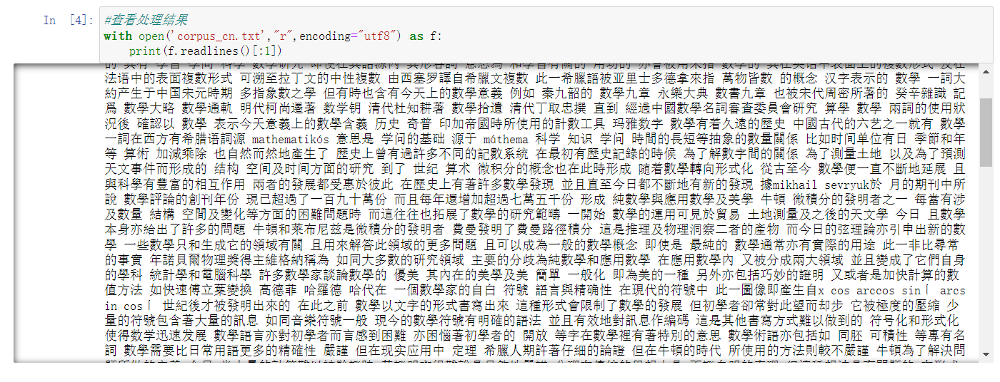 In [4]: #查看处理结果
with open('corpus_cn.txt',"r",encoding="utf8") as f:
print(f.readlines()[:1])
法语中的表面複數形式 可溯至拉丁文的中性複數 由西塞罗譯自希臘文複數 此一希臘語被亚里士多德拿來指 萬物皆數 的概念 汉字表示的 數學 一詞大
約产生于中国宋元時期 多指象數之學 但有時也含有今天上的數學意義 例如 秦九韶的 數學九章 永樂大典 數書九章 也被宋代周密所著的 癸辛雜識 記
爲 數學大略 數學通軌 明代柯尚遷著 数学钥 清代杜知耕著 數學拾遺 清代丁取忠撰 直到 經過中國數學名詞審查委員會研究 算學 數學 兩詞的使用狀
況後 確認以 數學 表示今天意義上的數學含義 历史 奇普 印加帝國時所使用的計數工具 玛雅数字 數學有着久遠的歷史 中國古代的六艺之一就有 數學
一詞在西方有希腊语詞源 mathematikós 意思是 学问的基础 源于 móthema 科学 知识 学问 時間的長短等抽象的數量關係 比如时间单位有日 季節和年
等 算術 加減乘除 也自然而然地產生了 歷史上曾有過許多不同的記數系統 在最初有歷史記錄的時候 為了解數字間的關係 為了測量土地 以及為了預測
天文事件而形成的 结构 空间及时间方面的研究 到了 世纪 算术 微积分的概念也在此時形成 随着數學轉向形式化 從古至今 數學便一直不斷地延展 且
與科學有豐富的相互作用 兩者的發展都受惠於彼此 在歷史上有著許多數學發現 並且直至今日都不斷地有新的發現 據mikhail sevryuk於 月的期刊中所
說 數學評論的創刊年份 現已超過了一百九十萬份 而且每年還增加超過七萬五千份 形成 純數學與應用數學及美學 牛頓 微積分的發明者之一 每當有涉
及數量 結構 空間及變化等方面的困難問題時 而這往往也拓展了數學的研究範疇 一開始 數學的運用可見於貿易 土地測量及之後的天文學 今日 且數學
本身亦給出了許多的問題 牛頓和萊布尼兹是微積分的發明者 費曼發明了費曼路徑積分 這是推理及物理洞察二者的產物 而今日的弦理論亦引申出新的數
學 一些數學只和生成它的領域有關 且用來解答此領域的更多問題 且可以成為一般的數學概念 即使是 最純的 數學通常亦有實際的用途 此一非比尋常
的事實 年諾貝爾物理獎得主維格納稱為 如同大多數的研究領域 主要的分歧為純數學和應用數學 在應用數學內 又被分成兩大領域 並且變成了它們自身
的學科 統計學和電腦科學 許多數學家談論數學的 優美 其內在的美學及美 簡單 一般化 即為美的一種 另外亦包括巧妙的證明 又或者是加快計算的數
值方法 如快速傅立葉變換 高德菲 哈羅德 哈代在 一個數學家的自白 符號 語言與精確性 在現代的符號中 此一圖像即產生自x cos arccos sin「 arcs
in cos「 世紀後才被發明出來的 在此之前 數學以文字的形式書寫出來 這種形式會限制了數學的發展 但初學者卻常對此望而却步 它被極度的壓縮 少
量的符號包含著大量的訊息 如同音樂符號一般 現今的數學符號有明確的語法 並且有效地對訊息作編碼 這是其他書寫方式難以做到的 符号化和形式化
使得数学迅速发展 數學語言亦對初學者而言感到困難 亦困惱著初學者的 開放 等字在數學裡有著特別的意思 數學術語亦包括如 同胚 可積性 等專有名
詞 數學需要比日常用語更多的精確性 嚴謹 但在现实应用中 定理 希臘人期許著仔細的論證 但在牛頓的時代 所使用的方法則較不嚴謹 牛頓為了解決問